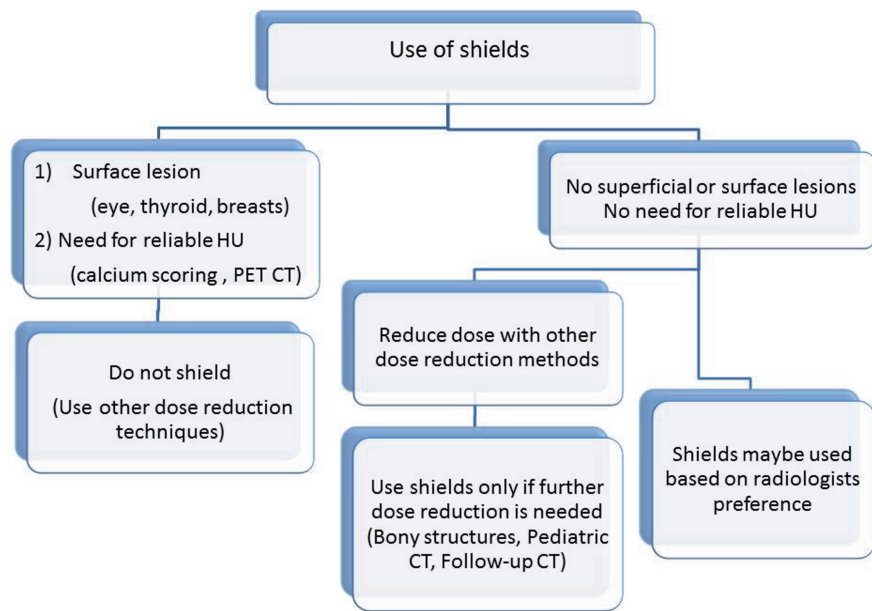 Use of shields
1) Surface lesion
(eye, thyroid, breasts)
2) Need for reliable HU
(calcium scoring , PET CT)
Do not shield
(Use other dose reduction
techniques)
No superficial or surface lesions
No need for reliable HU
Reduce dose with other
dose reduction methods
Use shields only if further
dose reduction is needed
(Bony structures, Pediatric
CT, Follow-up CT)
Shields maybe used
based on radiologists
preference